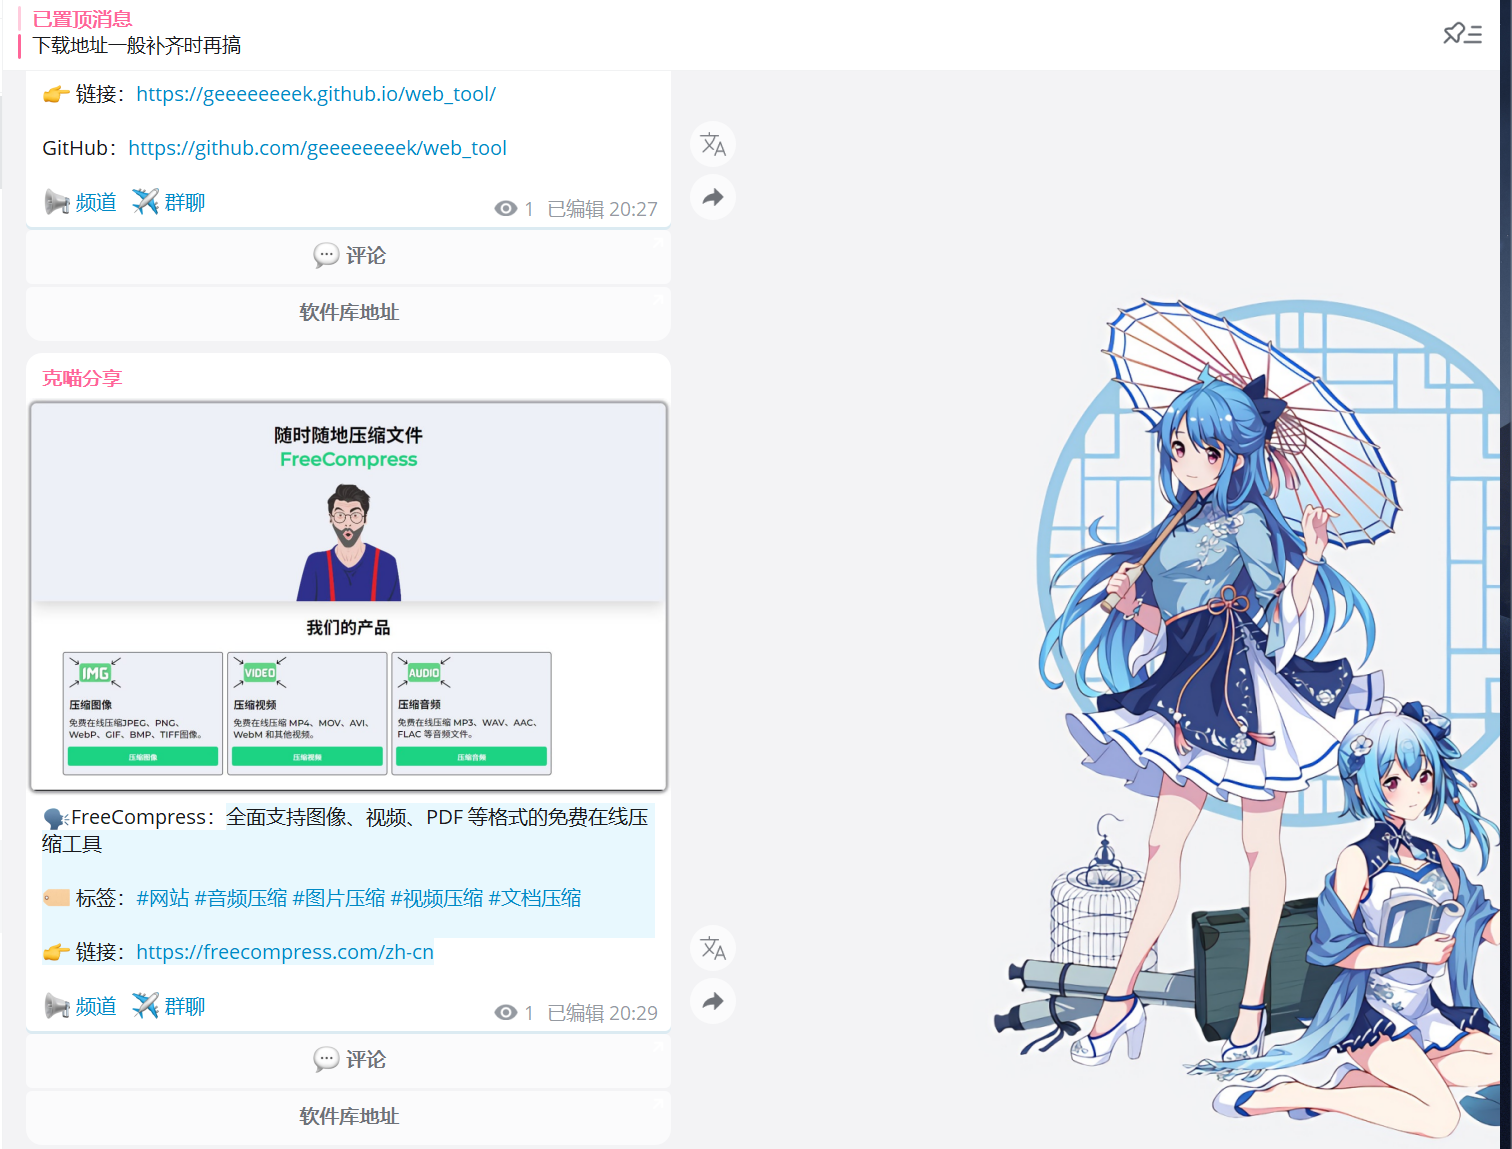 已置顶消息
下载地址一般补齐时再搞
👉 链接：https://geeeeeeeek.github.io/web_tool/
GitHub：https://github.com/geeeeeeeek/web_tool
频道 群聊
1 已编辑 20:27
评论
软件库地址
克喵分享
随时随地压缩文件
FreeCompress
我们的产品
IMG
压缩图像
免费在线压缩JPEG、PNG、
WebP、GIF、BMP、TIFF图像。
压缩图像
VIDEO
压缩视频
免费在线压缩 MP4、MOV、AVI、
WebM 和其他视频。
压缩视频
AUDIO
压缩音频
免费在线压缩 MP3、WAV、AAC、
FLAC 等音频文件。
压缩音频
FreeCompress：全面支持图像、视频、PDF 等格式的免费在线压
缩工具
标签：#网站 #音频压缩 #图片压缩 #视频压缩 #文档压缩
👉 链接：https://freecompress.com/zh-cn
频道 群聊
1 已编辑 20:29
评论
软件库地址